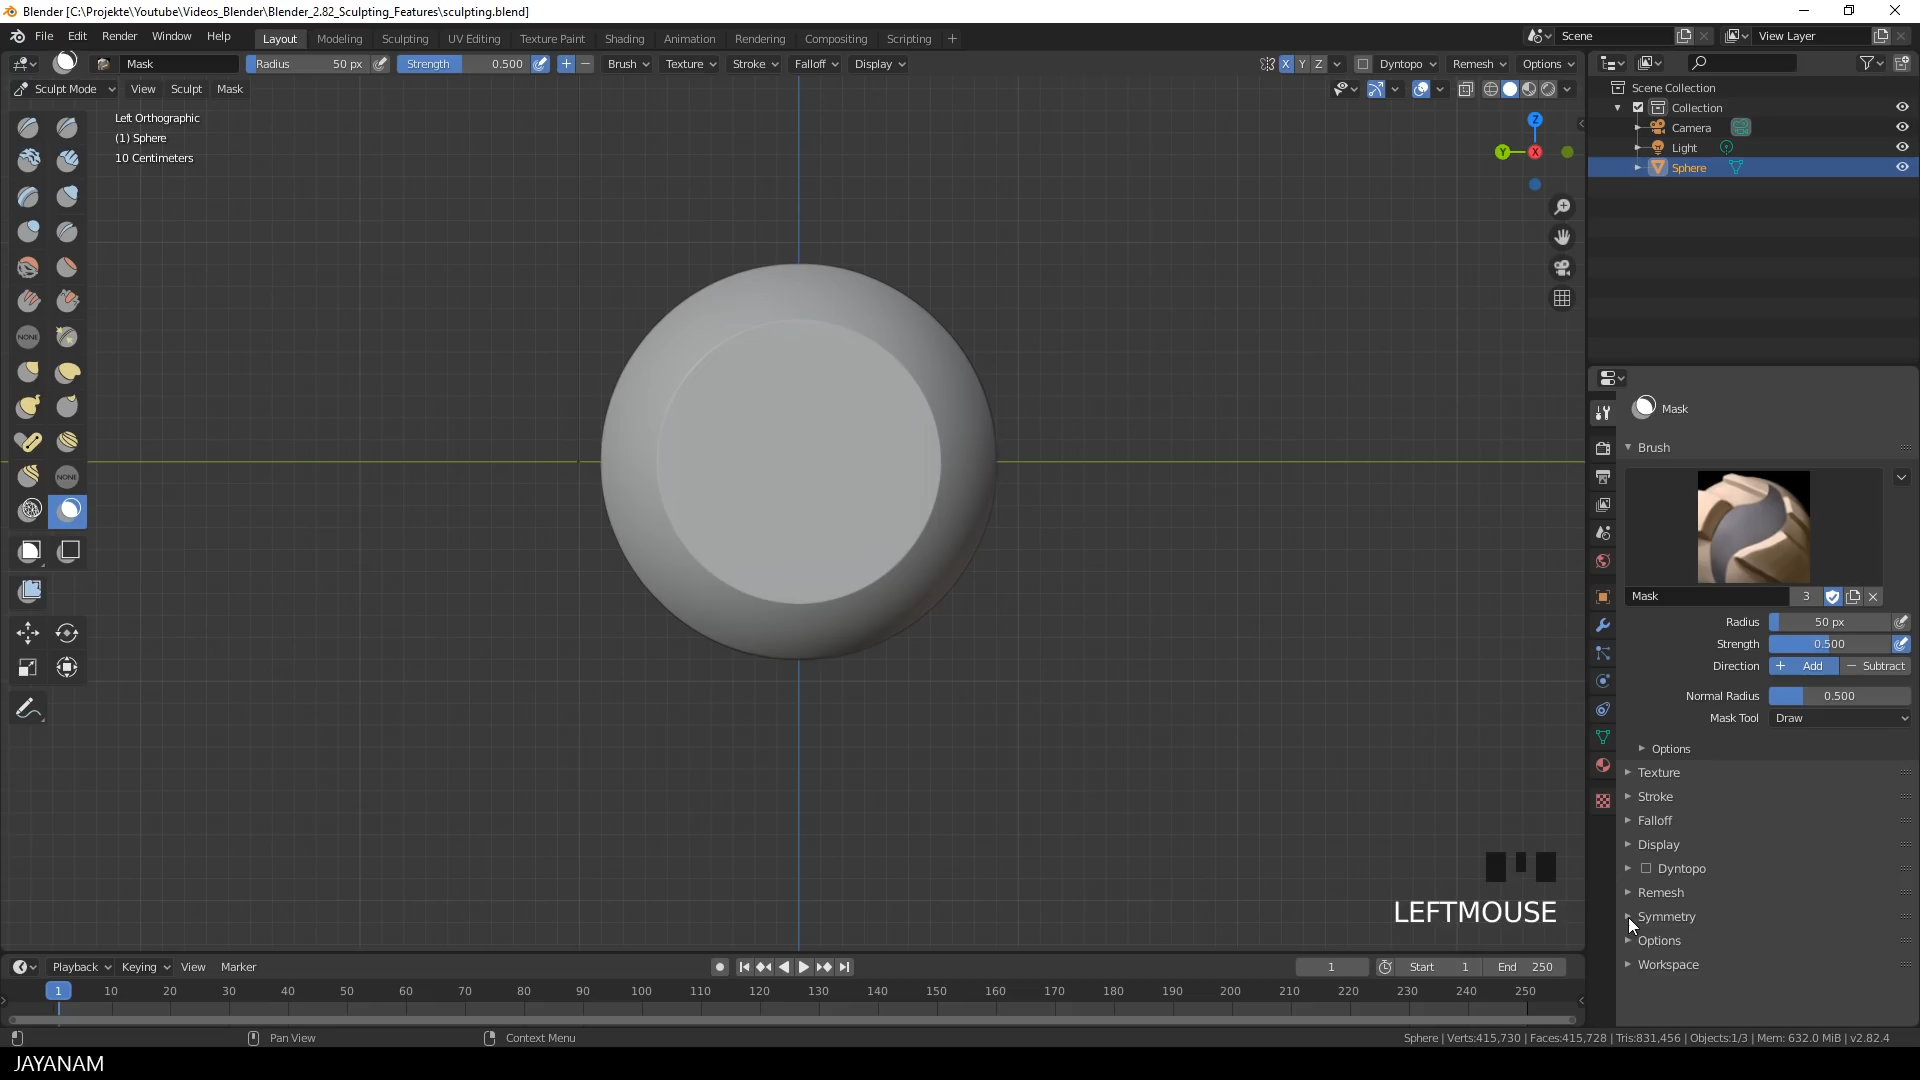 Blender [C:\Projekte\Youtube\Videos_Blender\Blender_2.82_Sculpting_Features\sculpting.blend]
File Edit Render Window Help Layout Modeling Sculpting UV Editing Texture Paint Shading Animation Rendering Compositing Scripting + Scene View Layer
Mask Radius 50 px Strength 0.500 + − Brush Texture Stroke Falloff Display X Y Z Dyntopo Remesh Options
Sculpt Mode View Sculpt Mask
Left Orthographic
(1) Sphere
10 Centimeters
Z
Y X
NONE
NONE
Scene Collection
Collection
Camera
Light
Sphere
Mask
Brush
Mask 3
Radius 50 px
Strength 0.500
Direction + Add − Subtract
Normal Radius 0.500
Mask Tool Draw
Options
Texture
Stroke
Falloff
Display
Dyntopo
Remesh
Symmetry
Options
Workspace
LEFTMOUSE
Playback Keying View Marker 1 Start 1 End 250
1 10 20 30 40 50 60 70 80 90 100 110 120 130 140 150 160 170 180 190 200 210 220 230 240 250
Pan View Context Menu Sphere | Verts:415,730 | Faces:415,728 | Tris:831,456 | Objects:1/3 | Mem: 632.0 MiB | v2.82.4
JAYANAM